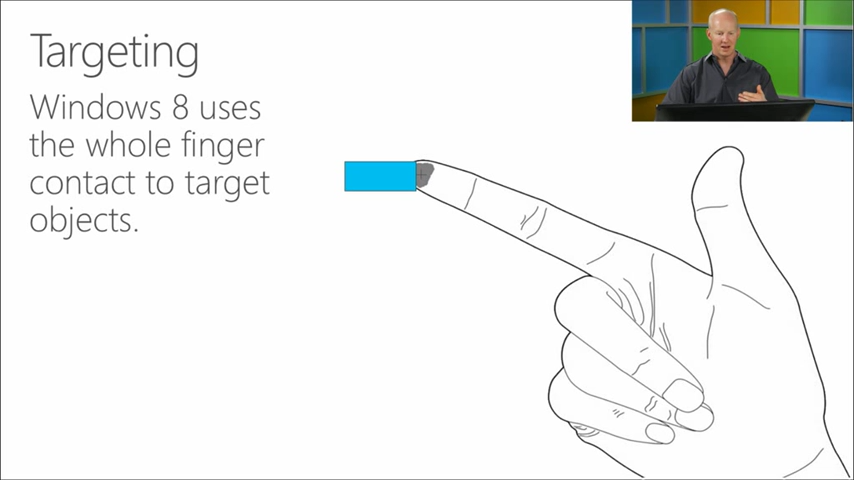 Targeting
Windows 8 uses
the whole finger
contact to target
objects.